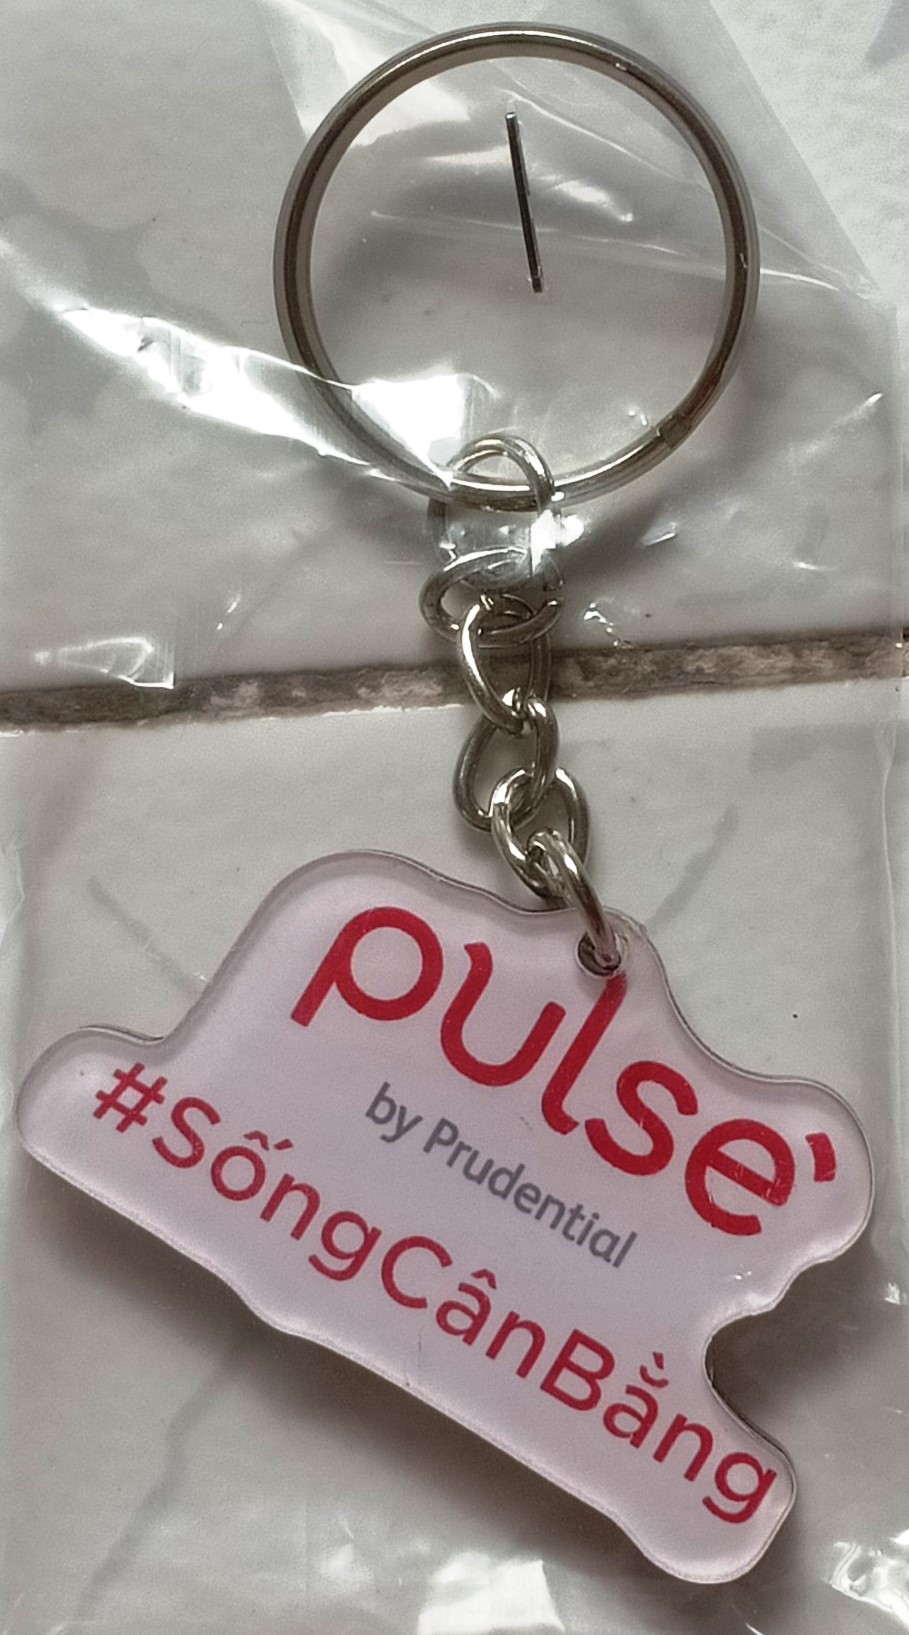 pulse
by Prudential
#SốngCânBằng